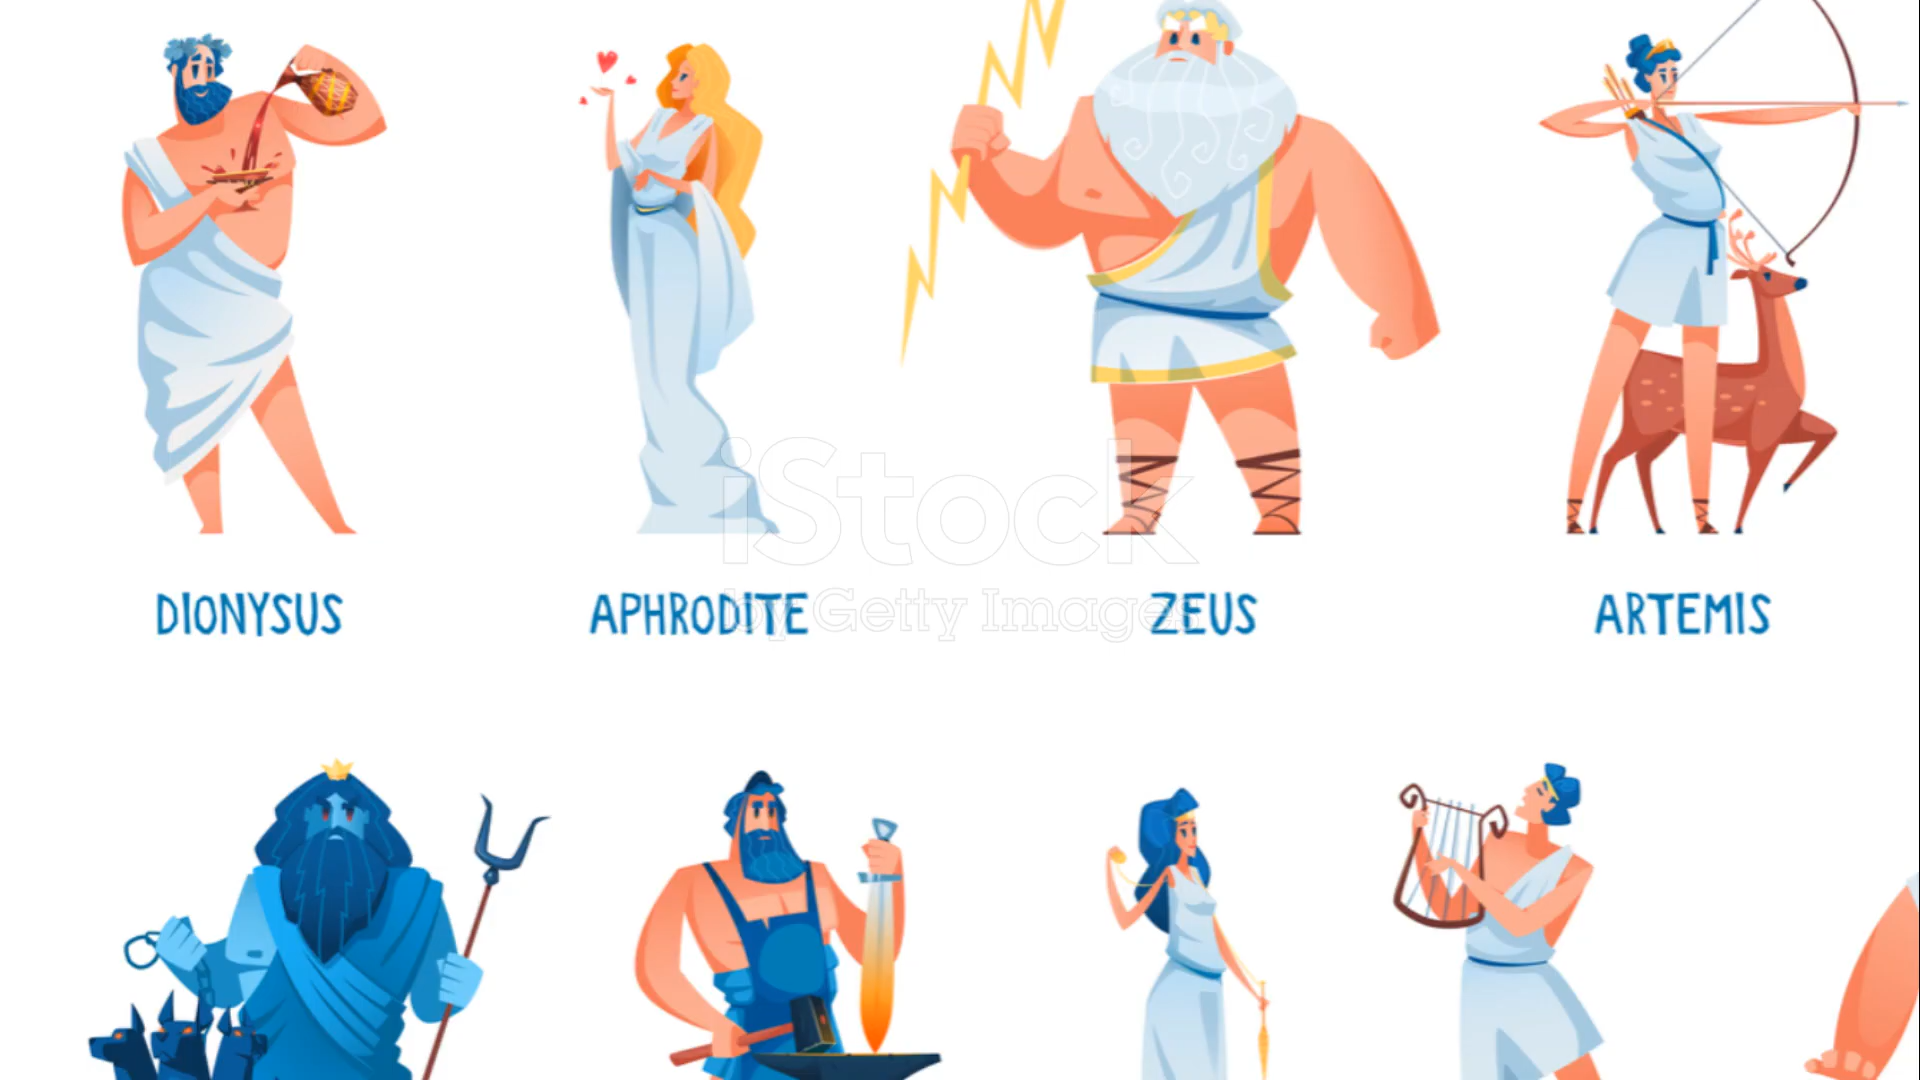 DIONYSUS
APHRODITE
ZEUS
ARTEMIS
iStock
by Getty Images